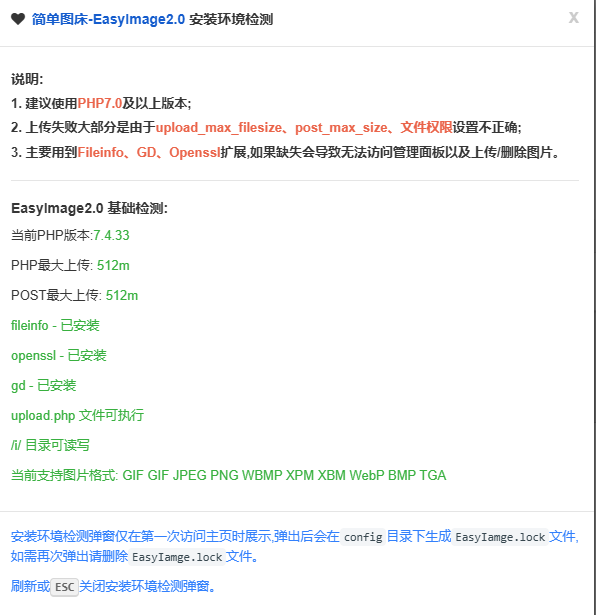 简单图床-EasyImage2.0 安装环境检测
X
说明:
1. 建议使用PHP7.0及以上版本;
2. 上传失败大部分是由于upload_max_filesize、post_max_size、文件权限设置不正确;
3. 主要用到Fileinfo、GD、Openssl扩展,如果缺失会导致无法访问管理面板以及上传/删除图片。
EasyImage2.0 基础检测:
当前PHP版本:7.4.33
PHP最大上传: 512m
POST最大上传: 512m
fileinfo - 已安装
openssl - 已安装
gd - 已安装
upload.php 文件可执行
/i/ 目录可读写
当前支持图片格式: GIF GIF JPEG PNG WBMP XPM XBM WebP BMP TGA
安装环境检测弹窗仅在第一次访问主页时展示,弹出后会在 config 目录下生成 EasyIamge.lock 文件,
如需再次弹出请删除 EasyIamge.lock 文件。
刷新或ESC关闭安装环境检测弹窗。